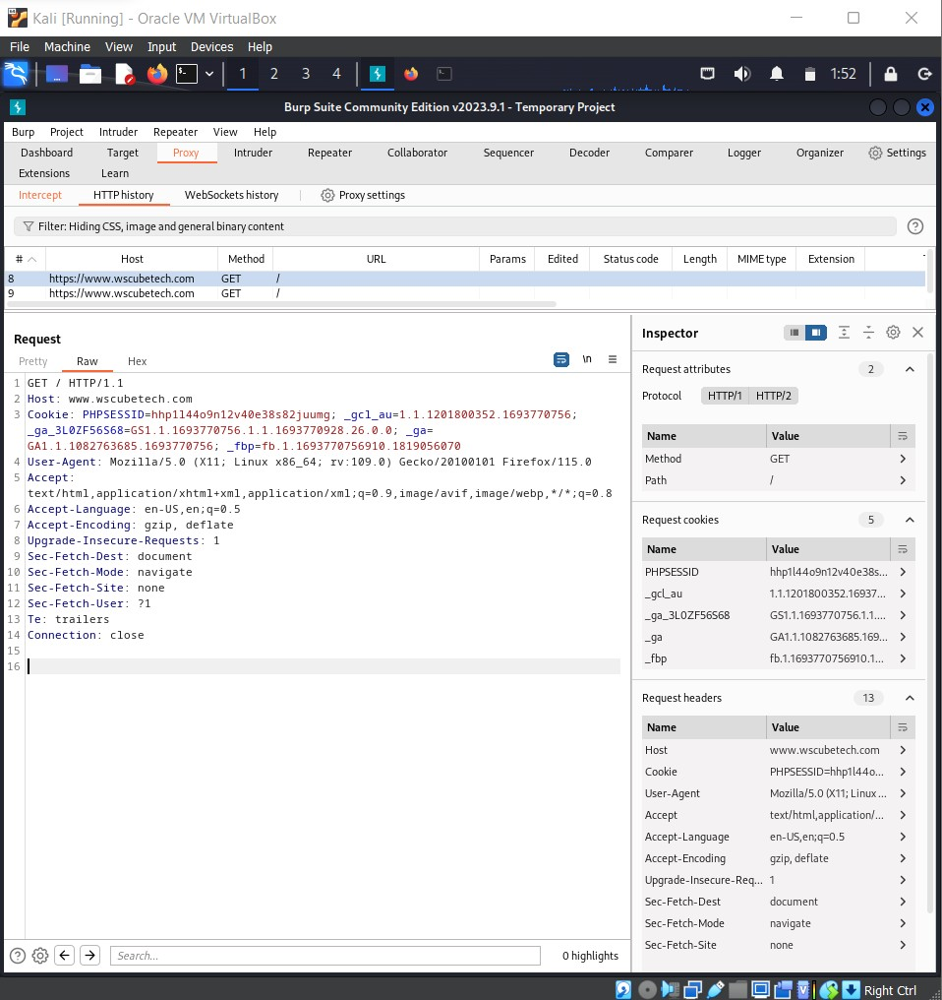 Kali [Running] - Oracle VM VirtualBox
File Machine View Input Devices Help
1 2 3 4 1:52
Burp Suite Community Edition v2023.9.1 - Temporary Project
Burp Project Intruder Repeater View Help
Dashboard Target Proxy Intruder Repeater Collaborator Sequencer Decoder Comparer Logger Organizer Settings
Extensions Learn
Intercept HTTP history WebSockets history Proxy settings
Filter: Hiding CSS, image and general binary content
# Host Method URL Params Edited Status code Length MIME type Extension
8 https://www.wscubetech.com GET /
9 https://www.wscubetech.com GET /
Request
Pretty Raw Hex \n
1 GET / HTTP/1.1
2 Host: www.wscubetech.com
3 Cookie: PHPSESSID=hhp1l44o9n12v40e38s82juumg; _gcl_au=1.1.1201800352.1693770756;
_ga_3L0ZF56S68=GS1.1.1693770756.1.1.1693770928.26.0.0; _ga=
GA1.1.1082763685.1693770756; _fbp=fb.1.1693770756910.1819056070
4 User-Agent: Mozilla/5.0 (X11; Linux x86_64; rv:109.0) Gecko/20100101 Firefox/115.0
5 Accept:
text/html,application/xhtml+xml,application/xml;q=0.9,image/avif,image/webp,*/*;q=0.8
6 Accept-Language: en-US,en;q=0.5
7 Accept-Encoding: gzip, deflate
8 Upgrade-Insecure-Requests: 1
9 Sec-Fetch-Dest: document
10 Sec-Fetch-Mode: navigate
11 Sec-Fetch-Site: none
12 Sec-Fetch-User: ?1
13 Te: trailers
14 Connection: close
15
16
Search...
0 highlights
Inspector
Request attributes 2
Protocol HTTP/1 HTTP/2
Name Value
Method GET
Path /
Request cookies 5
Name Value
PHPSESSID hhp1l44o9n12v40e38s...
_gcl_au 1.1.1201800352.16937...
_ga_3L0ZF56S68 GS1.1.1693770756.1.1....
_ga GA1.1.1082763685.169...
_fbp fb.1.1693770756910.1...
Request headers 13
Name Value
Host www.wscubetech.com
Cookie PHPSESSID=hhp1l44o...
User-Agent Mozilla/5.0 (X11; Linux ...
Accept text/html,application/...
Accept-Language en-US,en;q=0.5
Accept-Encoding gzip, deflate
Upgrade-Insecure-Req... 1
Sec-Fetch-Dest document
Sec-Fetch-Mode navigate
Sec-Fetch-Site none
Right Ctrl